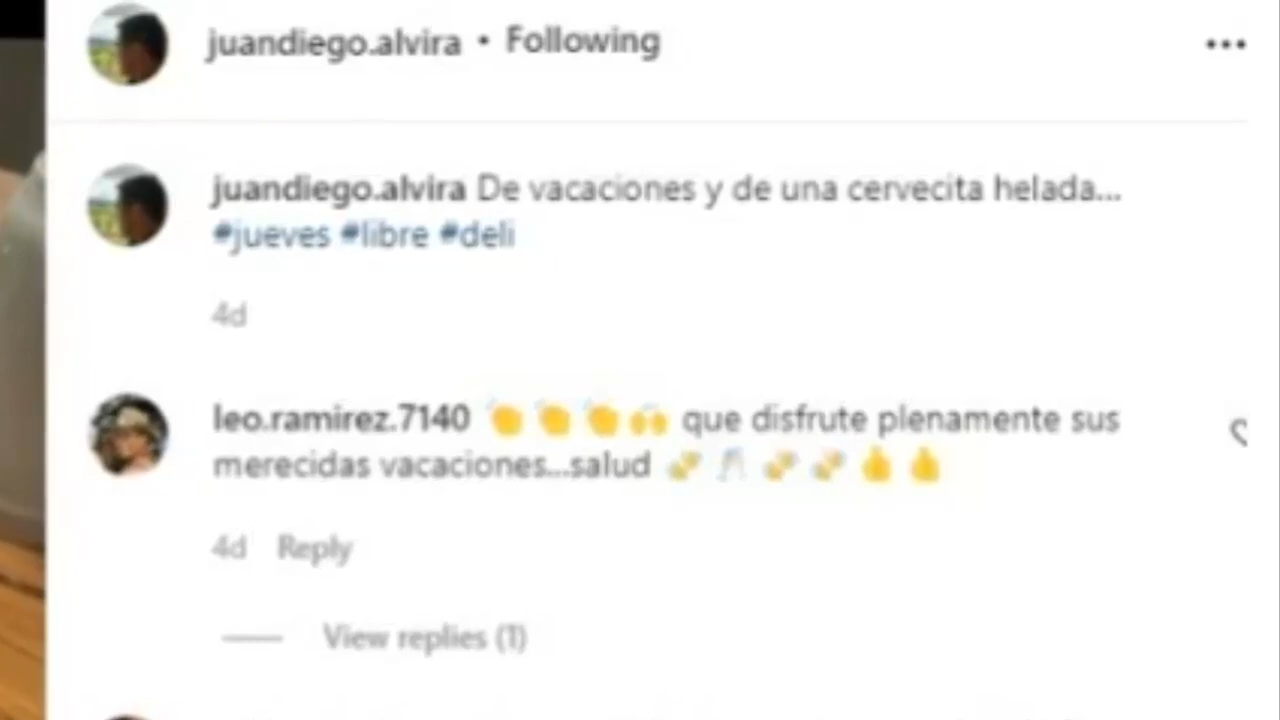 juandiego.alvira • Following
juandiego.alvira De vacaciones y de una cervecita helada...
#jueves #libre #deli
4d
leo.ramirez.7140 👏👏👏🙌 que disfrute plenamente sus
merecidas vacaciones...salud 🍻🥂🍻🍻👍👍
4d Reply
View replies (1)